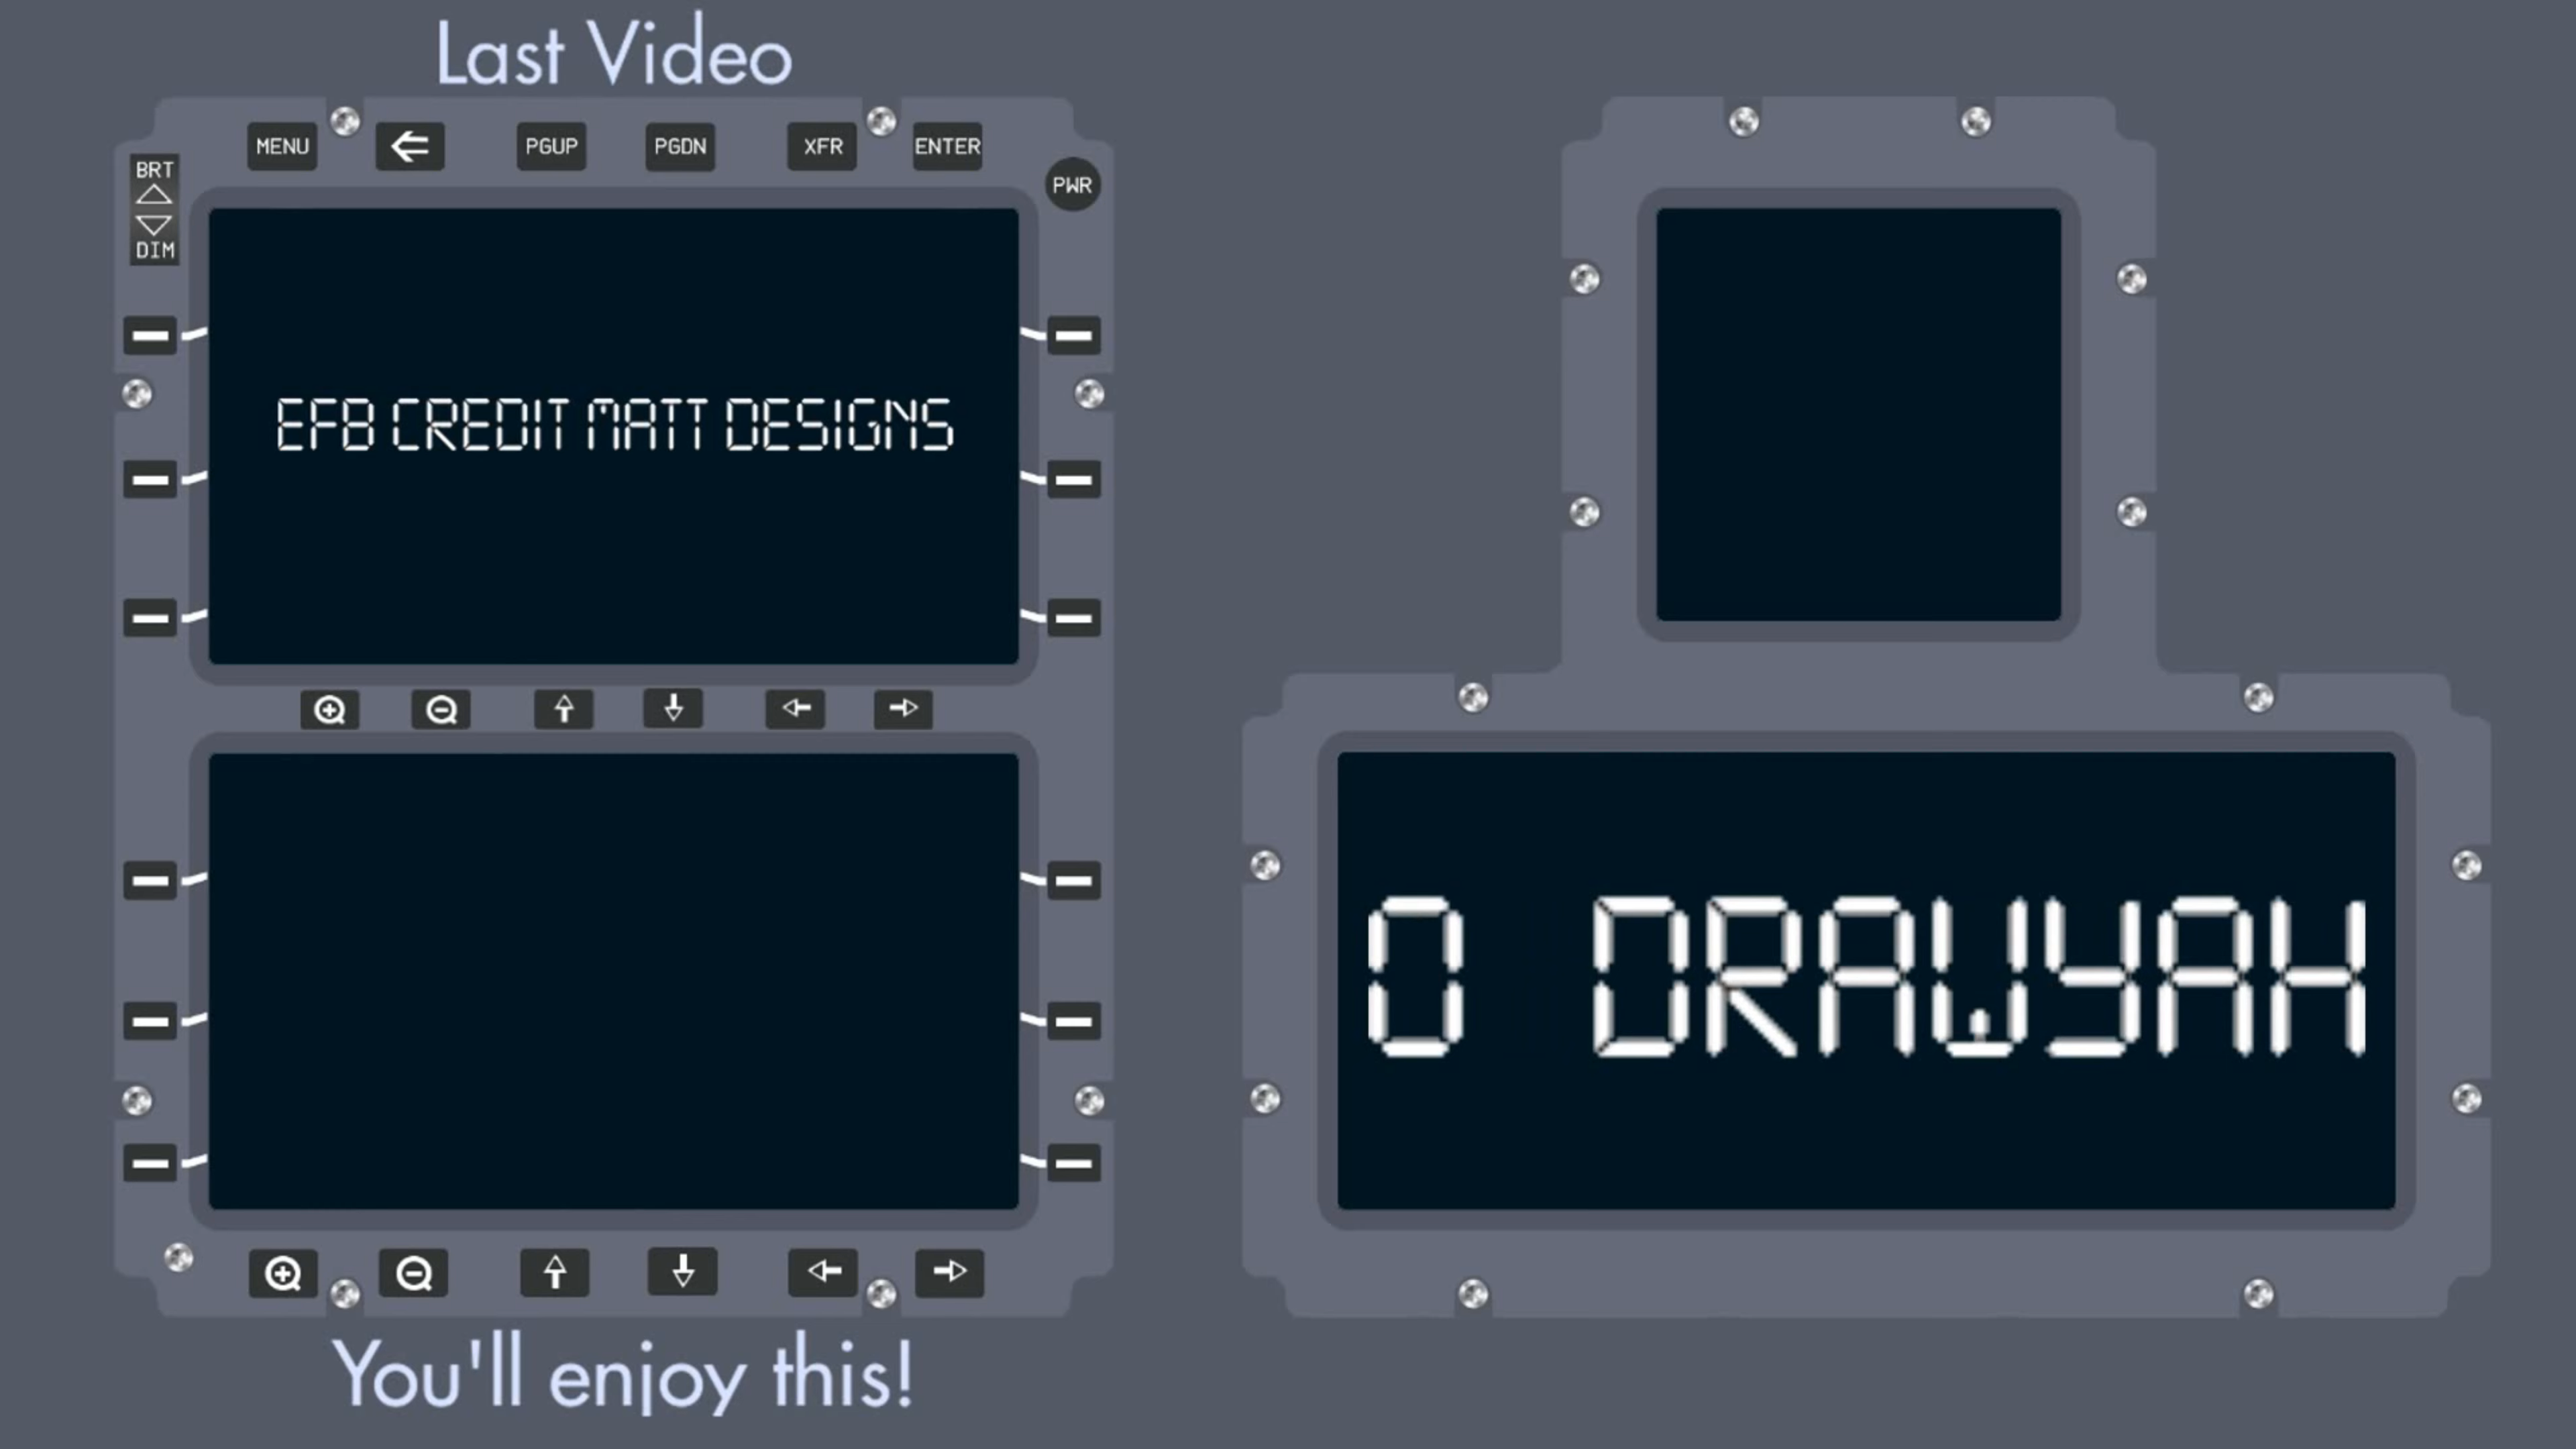 Last Video
MENU PGUP PGDN XFR ENTER
BRT
DIM
PWR
EFB CREDIT MATT DESIGNS
O DRAWYAH
You'll enjoy this!